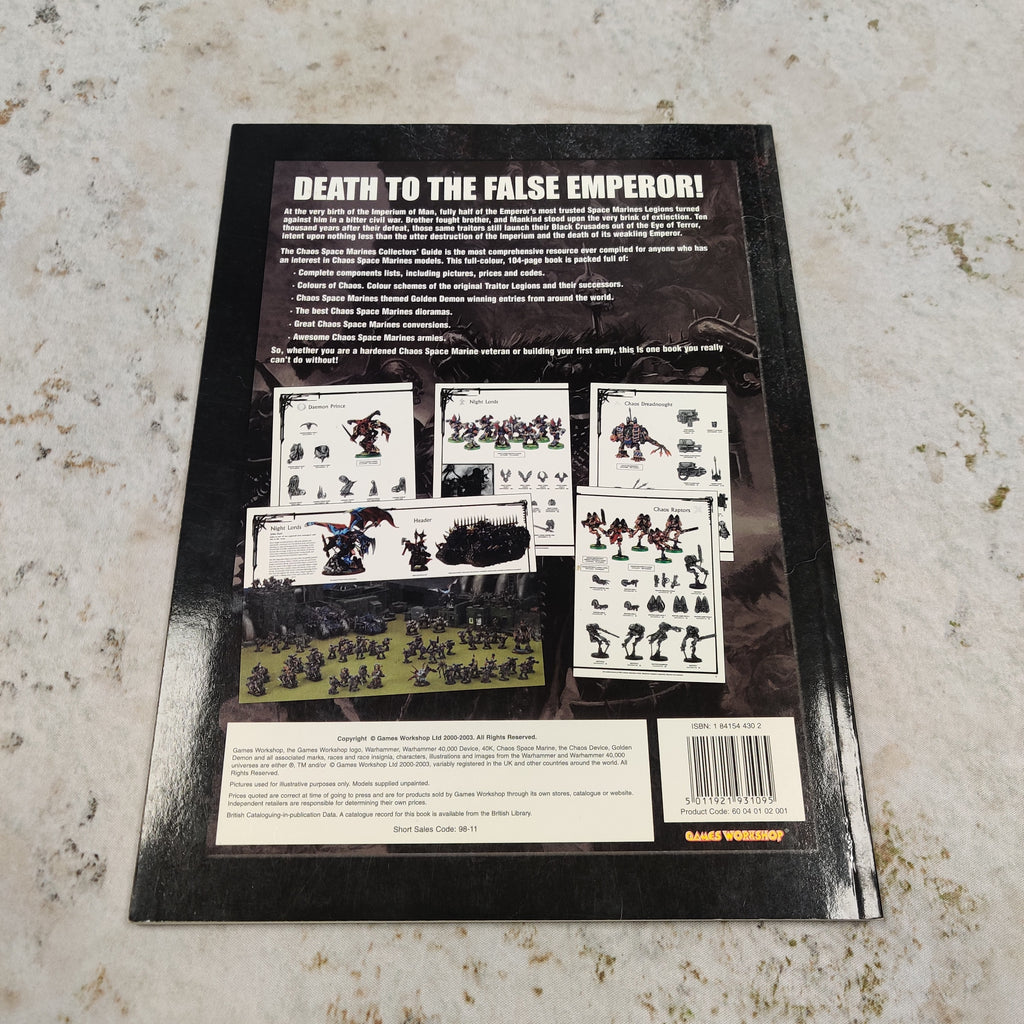 DEATH TO THE FALSE EMPEROR!
At the very birth of the Imperium of Man, fully half of the Emperor's most trusted Space Marines Legions turned
against him in a bitter civil war. Brother fought brother, and Mankind stood upon the very brink of extinction. Ten
thousand years after their defeat, those same traitors still launch their Black Crusades out of the Eye of Terror,
intent upon nothing less than the utter destruction of the Imperium and the death of its weakling Emperor.
The Chaos Space Marines Collectors' Guide is the most comprehensive resource ever compiled for anyone who has
an interest in Chaos Space Marines models. This full-colour, 104-page book is packed full of:
· Complete components lists, including pictures, prices and codes.
· Colours of Chaos. Colour schemes of the original Traitor Legions and their successors.
· Chaos Space Marines themed Golden Demon winning entries from around the world.
· The best Chaos Space Marines dioramas.
· Great Chaos Space Marines conversions.
· Awesome Chaos Space Marines armies.
So, whether you are a hardened Chaos Space Marine veteran or building your first army, this is one book you really
can't do without!
Daemon Prince
Night Lords
Chaos Dreadnought
Night Lords
Header
Chaos Raptors
Copyright © Games Workshop Ltd 2000-2003. All Rights Reserved.
Games Workshop, the Games Workshop logo, Warhammer, Warhammer 40,000 Device, 40K, Chaos Space Marine, the Chaos Device, Golden
Demon and all associated marks, races and race insignia, characters, illustrations and images from the Warhammer and Warhammer 40,000
universes are either ®, TM and/or © Games Workshop Ltd 2000-2003, variably registered in the UK and other countries around the world. All
Rights Reserved.
Pictures used for illustrative purposes only. Models supplied unpainted.
Prices quoted are correct at time of going to press and are for products sold by Games Workshop through its own stores, catalogue or website.
Independent retailers are responsible for determining their own prices.
British Cataloguing-in-publication Data. A catalogue record for this book is available from the British Library.
Short Sales Code: 98-11
ISBN: 1 84154 430 2
5 011921 931095
Product Code: 60 04 01 02 001
GAMES WORKSHOP